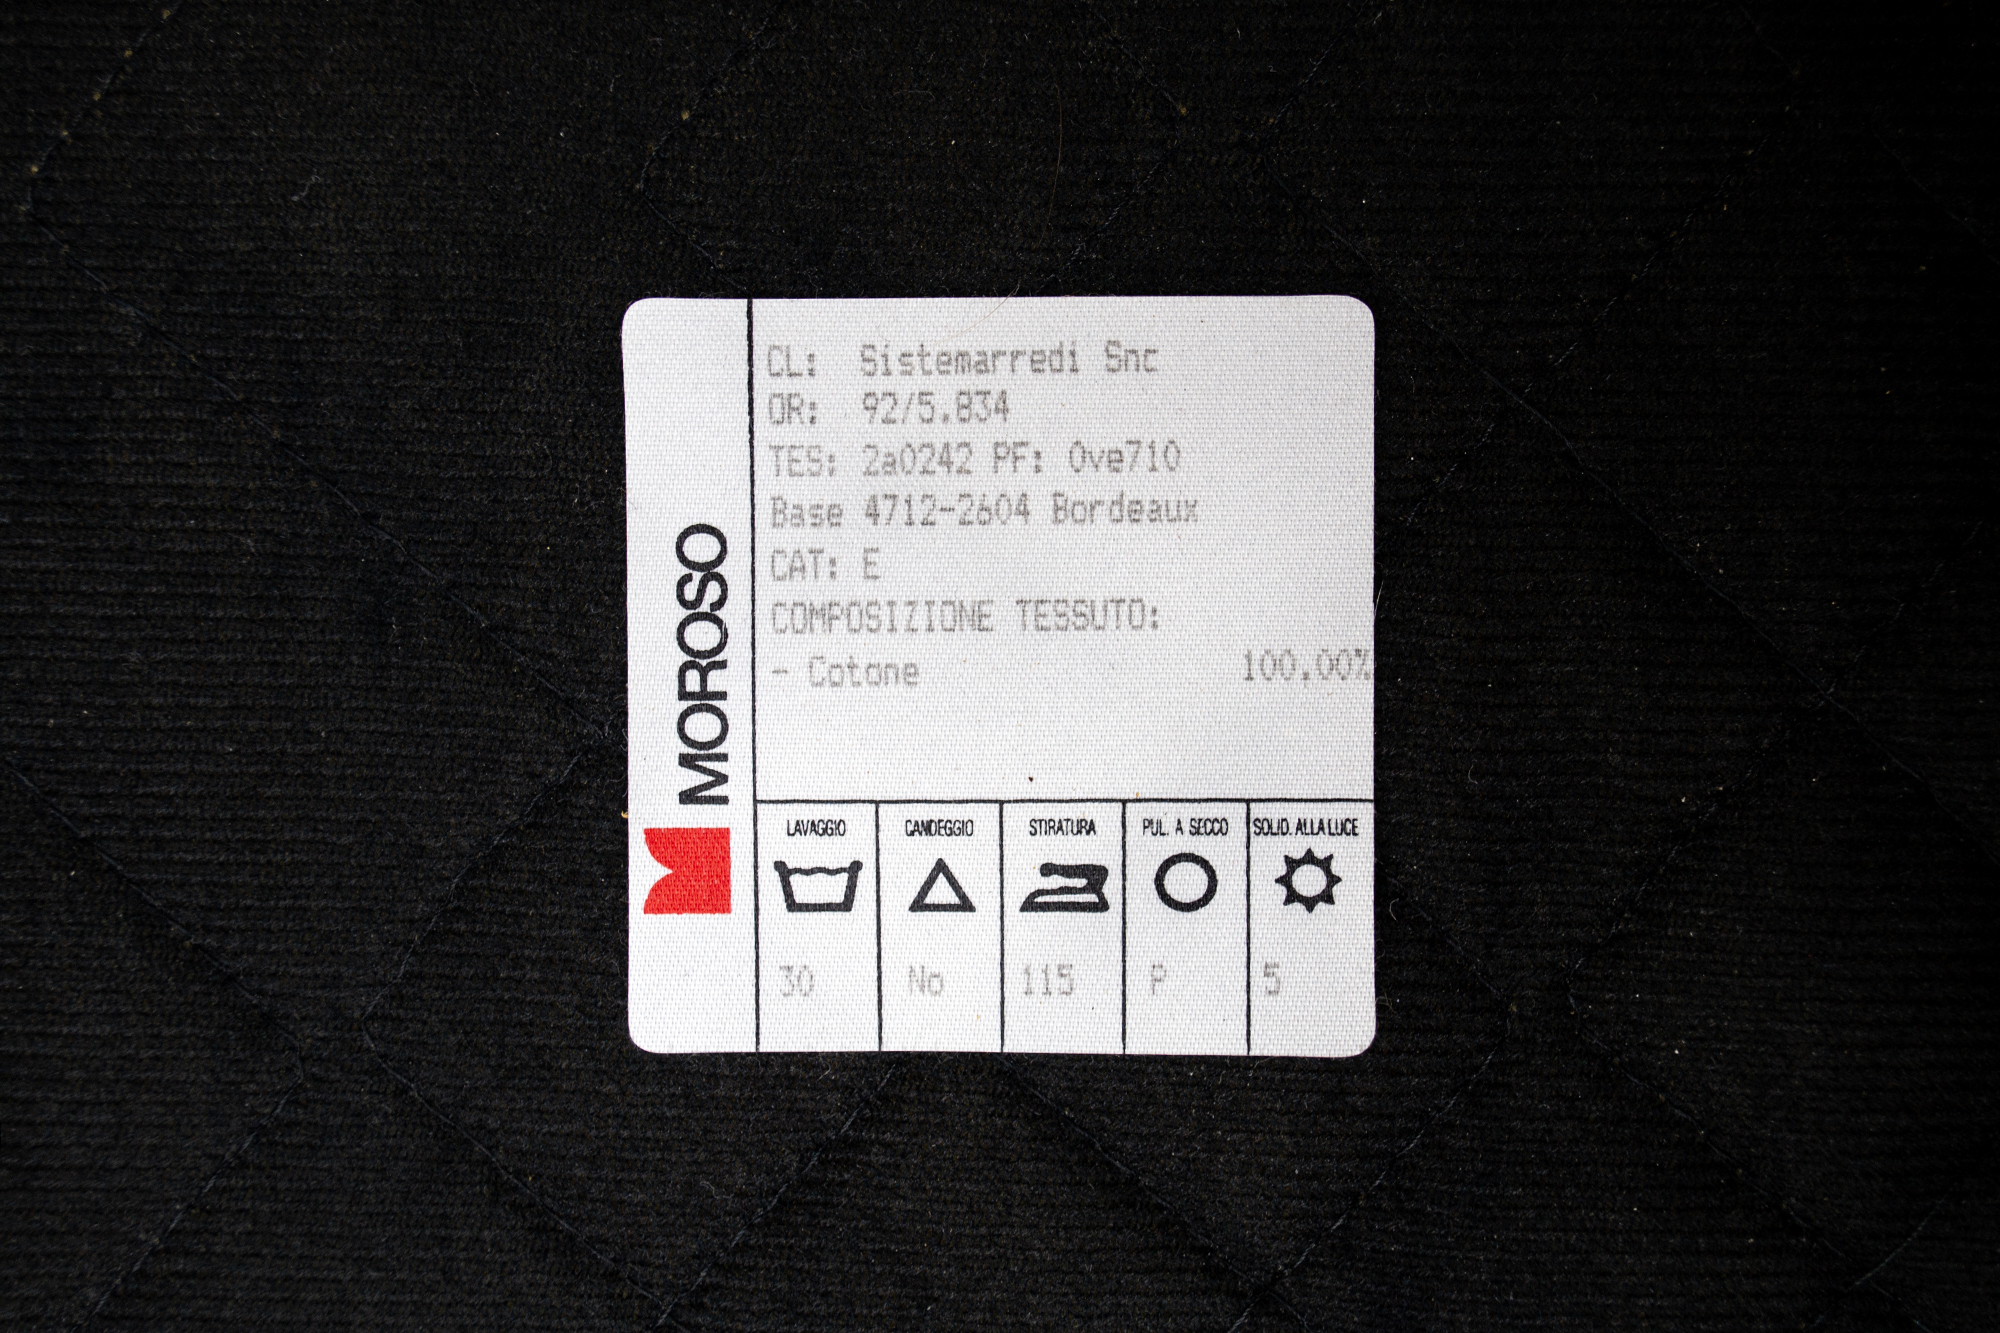 MOROSO
CL: Sistemarredi Snc
OR: 92/5.834
TES: 2a0242 PF: Ove710
Base 4712-2604 Bordeaux
CAT: E
COMPOSIZIONE TESSUTO:
- Cotone 100.00%
LAVAGGIO CANDEGGIO STIRATURA PUL. A SECCO SOLID. ALLA LUCE
30 No 115 P 5